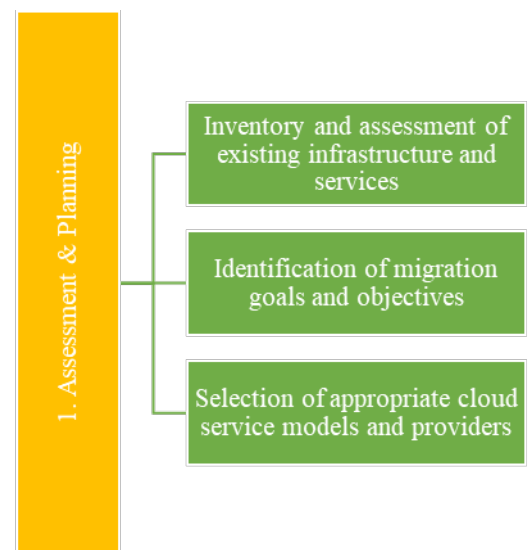 1. Assessment & Planning
Inventory and assessment of
existing infrastructure and
services
Identification of migration
goals and objectives
Selection of appropriate cloud
service models and providers